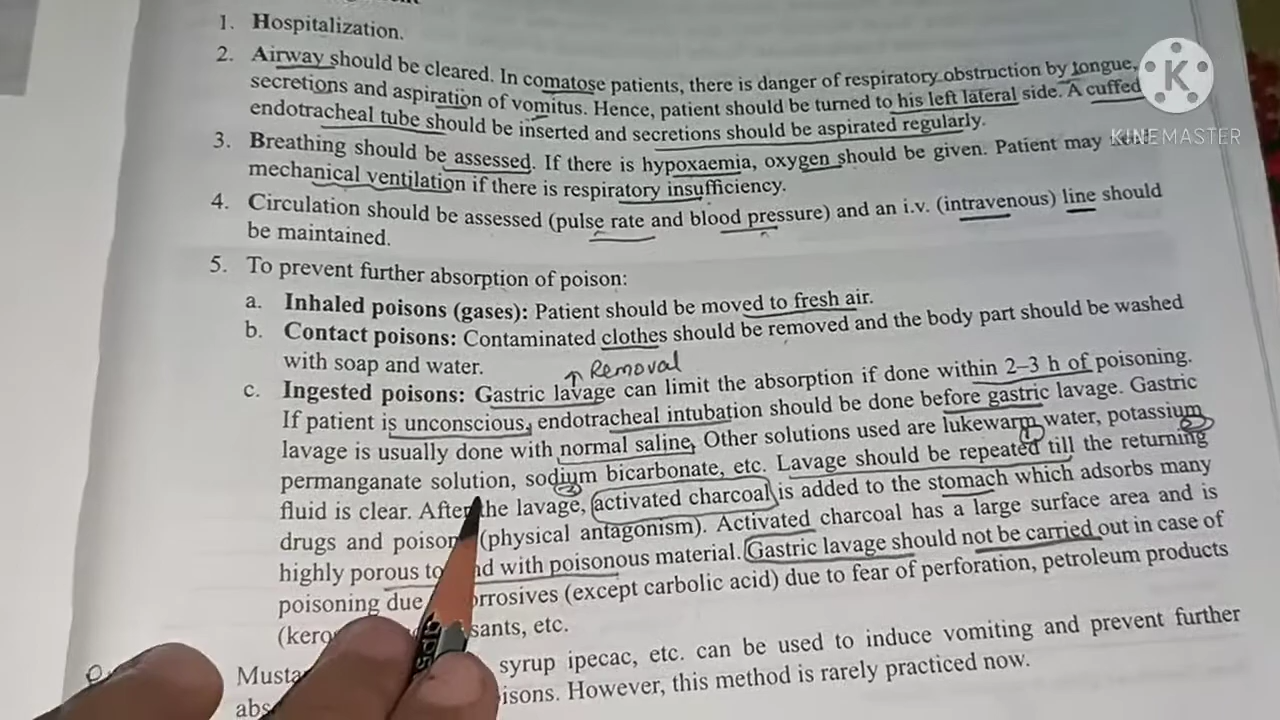 1. Hospitalization.
2. Airway should be cleared. In comatose patients, there is danger of respiratory obstruction by tongue,
secretions and aspiration of vomitus. Hence, patient should be turned to his left lateral side. A cuffed
endotracheal tube should be inserted and secretions should be aspirated regularly.
3. Breathing should be assessed. If there is hypoxaemia, oxygen should be given. Patient may
mechanical ventilation if there is respiratory insufficiency.
4. Circulation should be assessed (pulse rate and blood pressure) and an i.v. (intravenous) line should
be maintained.
5. To prevent further absorption of poison:
a. Inhaled poisons (gases): Patient should be moved to fresh air.
b. Contact poisons: Contaminated clothes should be removed and the body part should be washed
with soap and water.
↑ Removal
c. Ingested poisons: Gastric lavage can limit the absorption if done within 2–3 h of poisoning.
If patient is unconscious, endotracheal intubation should be done before gastric lavage. Gastric
lavage is usually done with normal saline. Other solutions used are lukewarm water, potassium
1 2
permanganate solution, sodium bicarbonate, etc. Lavage should be repeated till the returning
3
fluid is clear. After the lavage, activated charcoal is added to the stomach which adsorbs many
drugs and poison (physical antagonism). Activated charcoal has a large surface area and is
highly porous to nd with poisonous material. Gastric lavage should not be carried out in case of
poisoning due rrosives (except carbolic acid) due to fear of perforation, petroleum products
(kero sants, etc.
Musta syrup ipecac, etc. can be used to induce vomiting and prevent further
abs isons. However, this method is rarely practiced now.
K
KINEMASTER